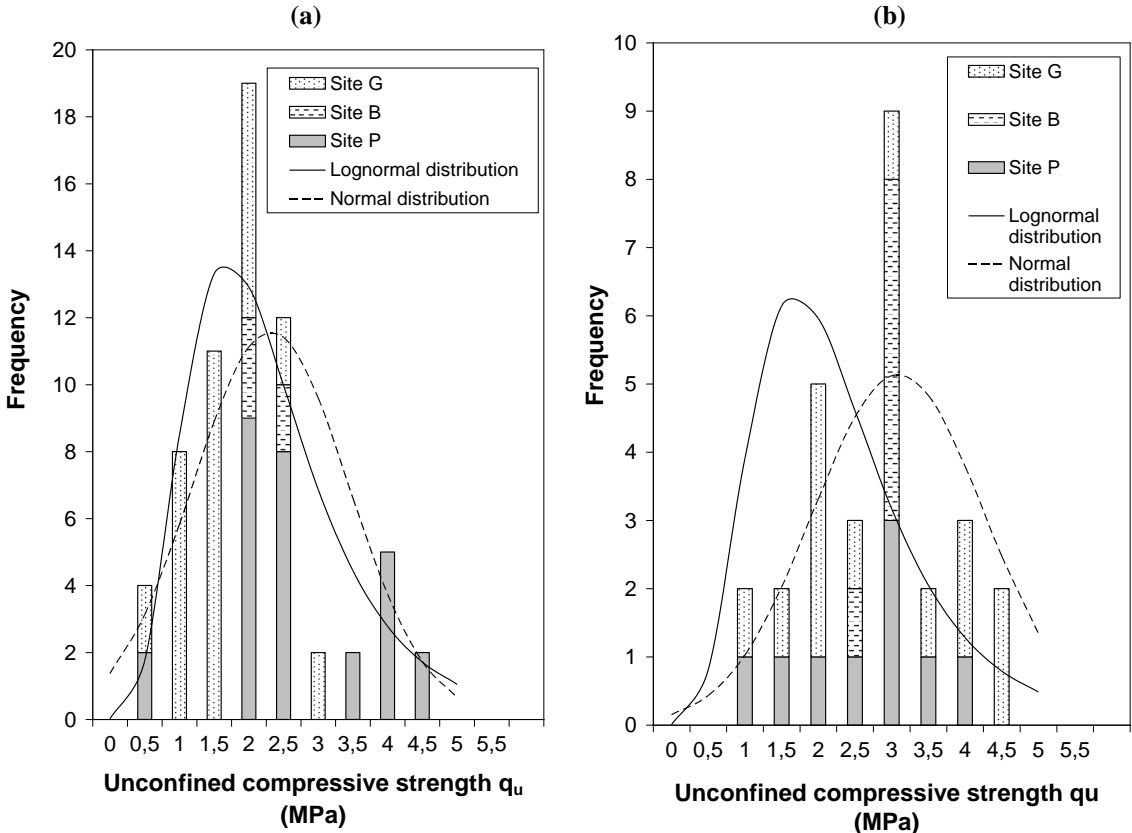 (a)
20
18
16
14
12
10
8
6
4
2
0
Frequency
Site G
Site B
Site P
Lognormal distribution
Normal distribution
0 0,5 1 1,5 2 2,5 3 3,5 4 4,5 5 5,5
Unconfined compressive strength qu
(MPa)
(b)
10
9
8
7
6
5
4
3
2
1
0
Frequency
Site G
Site B
Site P
Lognormal
distribution
Normal
distribution
0 0,5 1 1,5 2 2,5 3 3,5 4 4,5 5 5,5
Unconfined compressive strength qu
(MPa)